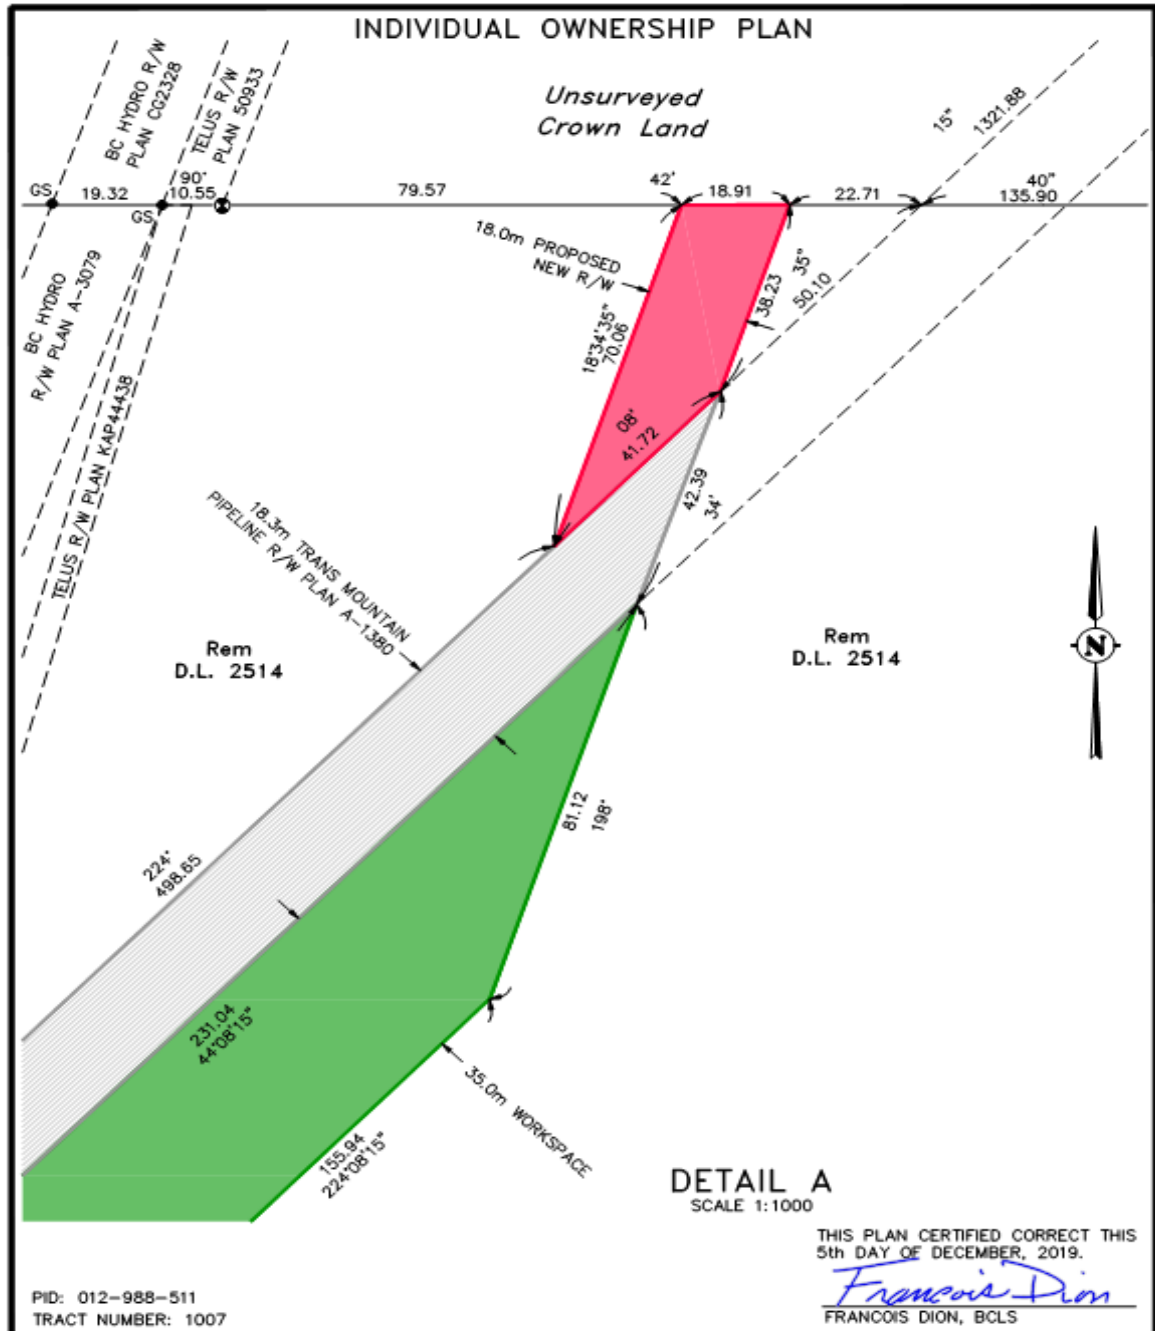 INDIVIDUAL OWNERSHIP PLAN
Unsurveyed
Crown Land
BC HYDRO R/W
PLAN CG2328
TELUS R/W
PLAN 50933
15"
1321.88
GS
19.32
90'
10.55
GS
79.57
42'
18.91
22.71
40"
135.90
18.0m PROPOSED
NEW R/W
BC HYDRO
R/W PLAN A-3079
TELUS R/W PLAN KAP44438
18°34'35"
70.06
38.23
35"
50.10
08'
41.72
42.39
34'
18.3m TRANS MOUNTAIN
PIPELINE R/W PLAN A-1380
Rem
D.L. 2514
Rem
D.L. 2514
N
81.12
198°
224°
498.65
231.04
44°08'15"
35.0m WORKSPACE
155.94
224°08'15"
DETAIL A
SCALE 1:1000
THIS PLAN CERTIFIED CORRECT THIS
5th DAY OF DECEMBER, 2019.
Francois Dion
FRANCOIS DION, BCLS
PID: 012-988-511
TRACT NUMBER: 1007